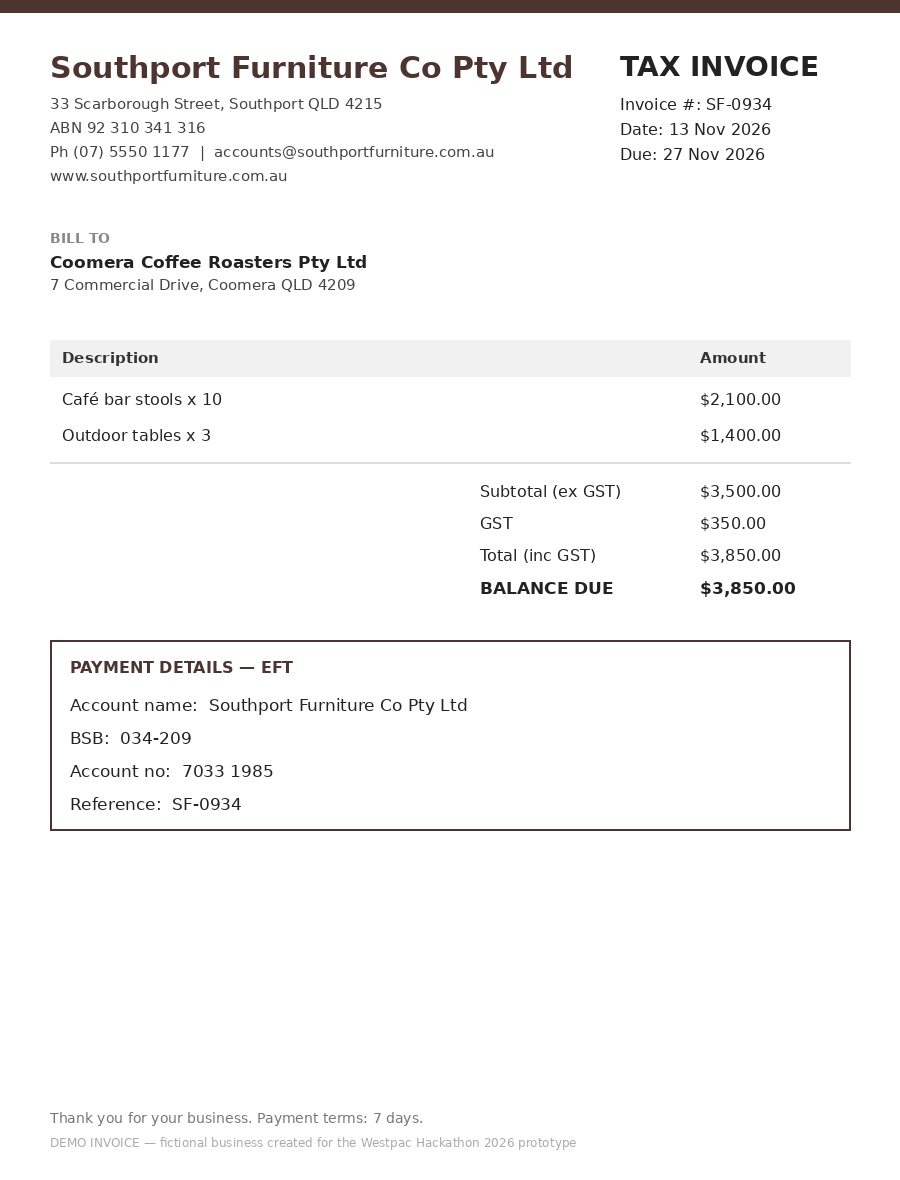 Southport Furniture Co Pty Ltd
33 Scarborough Street, Southport QLD 4215
ABN 92 310 341 316
Ph (07) 5550 1177  |  accounts@southportfurniture.com.au
www.southportfurniture.com.au
TAX INVOICE
Invoice #: SF-0934
Date: 13 Nov 2026
Due: 27 Nov 2026
BILL TO
Coomera Coffee Roasters Pty Ltd
7 Commercial Drive, Coomera QLD 4209
Description Amount
Café bar stools x 10 $2,100.00
Outdoor tables x 3 $1,400.00
Subtotal (ex GST) $3,500.00
GST $350.00
Total (inc GST) $3,850.00
BALANCE DUE $3,850.00
PAYMENT DETAILS — EFT
Account name:  Southport Furniture Co Pty Ltd
BSB:  034-209
Account no:  7033 1985
Reference:  SF-0934
Thank you for your business. Payment terms: 7 days.
DEMO INVOICE — fictional business created for the Westpac Hackathon 2026 prototype